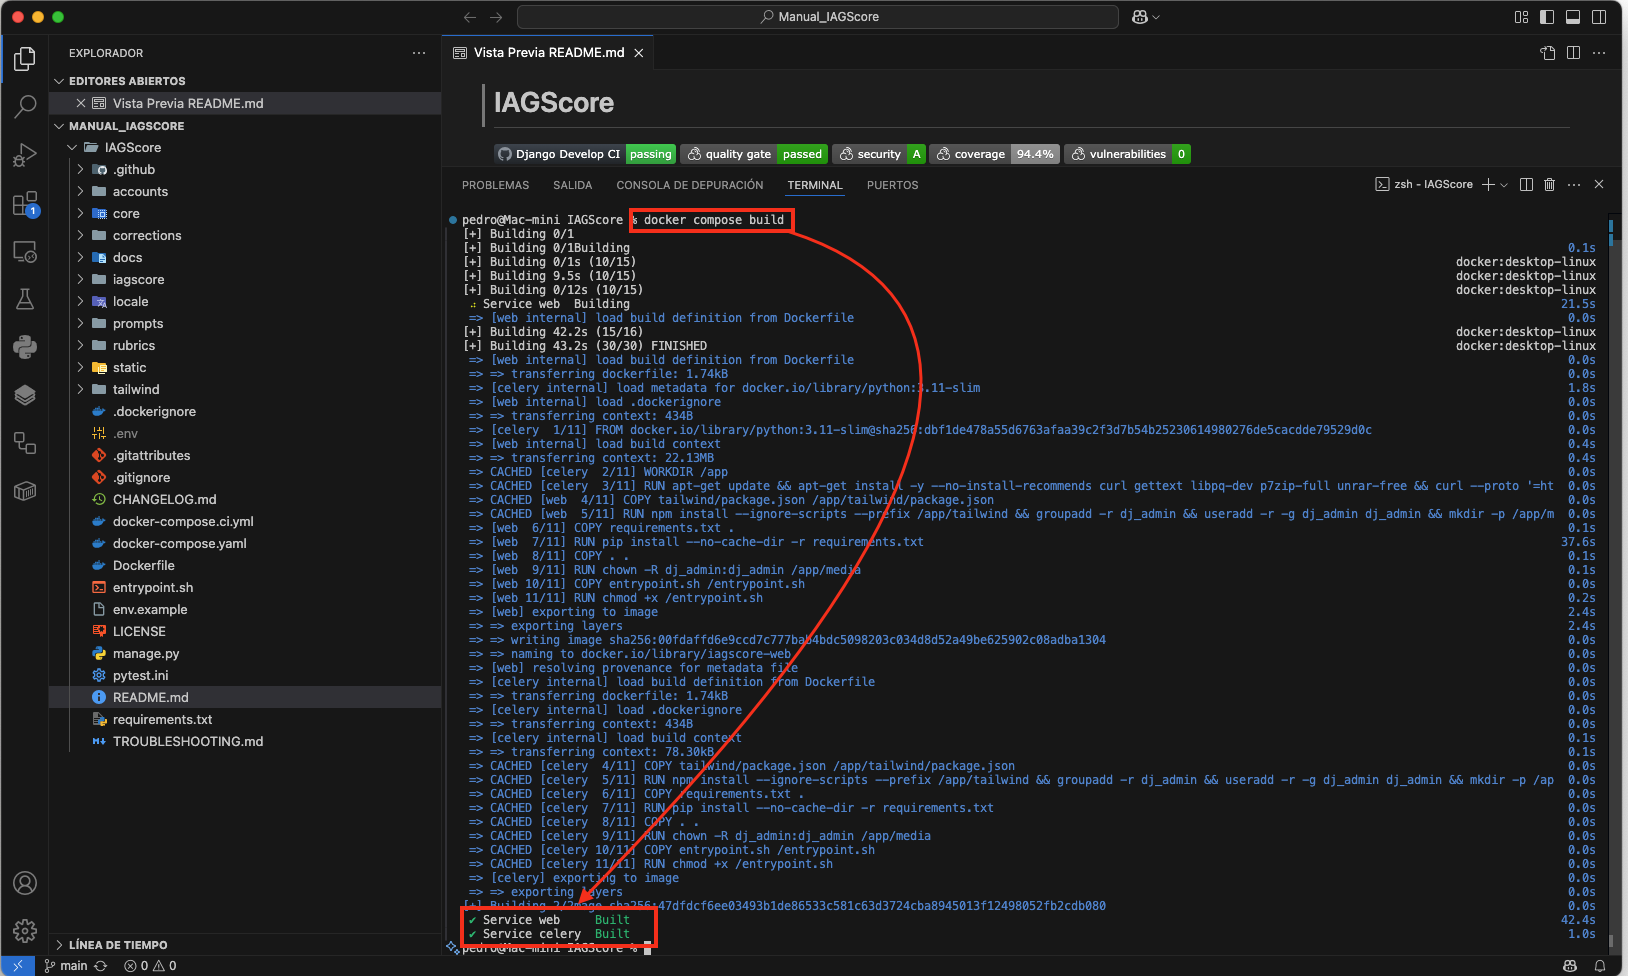 Manual_IAGScore
EXPLORADOR
EDITORES ABIERTOS
Vista Previa README.md
MANUAL_IAGSCORE
IAGScore
.github
accounts
core
corrections
docs
iagscore
locale
prompts
rubrics
static
tailwind
.dockerignore
.env
.gitattributes
.gitignore
CHANGELOG.md
docker-compose.ci.yml
docker-compose.yaml
Dockerfile
entrypoint.sh
env.example
LICENSE
manage.py
pytest.ini
README.md
requirements.txt
TROUBLESHOOTING.md
LÍNEA DE TIEMPO
1
main
0 0
Vista Previa README.md
IAGScore
Django Develop CI passing quality gate passed security A coverage 94.4% vulnerabilities 0
PROBLEMAS SALIDA CONSOLA DE DEPURACIÓN TERMINAL PUERTOS zsh - IAGScore
pedro@Mac-mini IAGScore % docker compose build
[+] Building 0/1
[+] Building 0/1Building 0.1s
[+] Building 0/1s (10/15) docker:desktop-linux
[+] Building 9.5s (10/15) docker:desktop-linux
[+] Building 0/12s (10/15) docker:desktop-linux
Service web Building 21.5s
=> [web internal] load build definition from Dockerfile 0.0s
[+] Building 42.2s (15/16) docker:desktop-linux
[+] Building 43.2s (30/30) FINISHED docker:desktop-linux
=> [web internal] load build definition from Dockerfile 0.0s
=> => transferring dockerfile: 1.74kB 0.0s
=> [celery internal] load metadata for docker.io/library/python:3.11-slim 1.8s
=> [web internal] load .dockerignore 0.0s
=> => transferring context: 434B 0.0s
=> [celery 1/11] FROM docker.io/library/python:3.11-slim@sha256:dbf1de478a55d6763afaa39c2f3d7b54b25230614980276de5cacdde79529d0c 0.0s
=> [web internal] load build context 0.4s
=> => transferring context: 22.13MB 0.4s
=> CACHED [celery 2/11] WORKDIR /app 0.0s
=> CACHED [celery 3/11] RUN apt-get update && apt-get install -y --no-install-recommends curl gettext libpq-dev p7zip-full unrar-free && curl --proto '=ht 0.0s
=> CACHED [web 4/11] COPY tailwind/package.json /app/tailwind/package.json 0.0s
=> CACHED [web 5/11] RUN npm install --ignore-scripts --prefix /app/tailwind && groupadd -r dj_admin && useradd -r -g dj_admin dj_admin && mkdir -p /app/m 0.0s
=> [web 6/11] COPY requirements.txt . 0.1s
=> [web 7/11] RUN pip install --no-cache-dir -r requirements.txt 37.6s
=> [web 8/11] COPY . . 0.1s
=> [web 9/11] RUN chown -R dj_admin:dj_admin /app/media 0.1s
=> [web 10/11] COPY entrypoint.sh /entrypoint.sh 0.0s
=> [web 11/11] RUN chmod +x /entrypoint.sh 0.2s
=> [web] exporting to image 2.4s
=> => exporting layers 2.4s
=> => writing image sha256:00fdaffd6e9ccd7c777bab4bdc5098203c034d8d52a49be625902c08adba1304 0.0s
=> => naming to docker.io/library/iagscore-web 0.0s
=> [web] resolving provenance for metadata file 0.0s
=> [celery internal] load build definition from Dockerfile 0.0s
=> => transferring dockerfile: 1.74kB 0.0s
=> [celery internal] load .dockerignore 0.0s
=> => transferring context: 434B 0.0s
=> [celery internal] load build context 0.1s
=> => transferring context: 78.30kB 0.1s
=> CACHED [celery 4/11] COPY tailwind/package.json /app/tailwind/package.json 0.0s
=> CACHED [celery 5/11] RUN npm install --ignore-scripts --prefix /app/tailwind && groupadd -r dj_admin && useradd -r -g dj_admin dj_admin && mkdir -p /ap 0.0s
=> CACHED [celery 6/11] COPY requirements.txt . 0.0s
=> CACHED [celery 7/11] RUN pip install --no-cache-dir -r requirements.txt 0.0s
=> CACHED [celery 8/11] COPY . . 0.0s
=> CACHED [celery 9/11] RUN chown -R dj_admin:dj_admin /app/media 0.0s
=> CACHED [celery 10/11] COPY entrypoint.sh /entrypoint.sh 0.0s
=> CACHED [celery 11/11] RUN chmod +x /entrypoint.sh 0.0s
=> [celery] exporting to image 0.0s
=> => exporting layers 0.0s
[+] Building 2/2mage sha256:47dfdcf6ee03493b1de86533c581c63d3724cba8945013f12498052fb2cdb080 0.0s
✔ Service web Built 42.4s
✔ Service celery Built 1.0s
pedro@Mac-mini IAGScore %